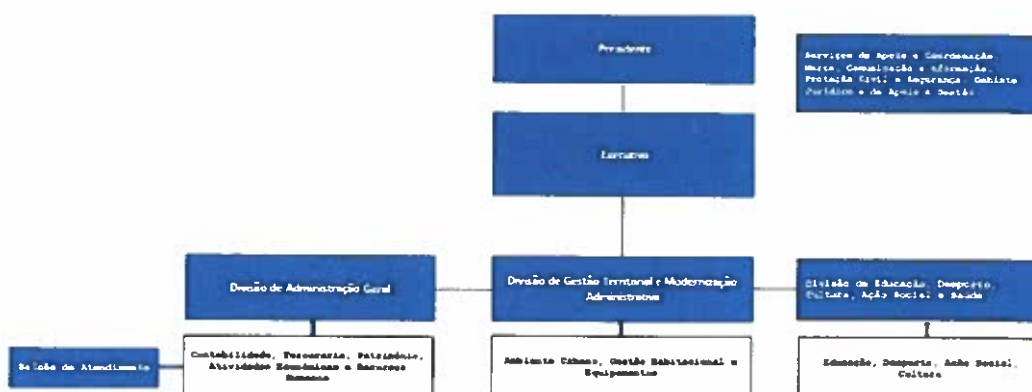 Presidente
Serviços de Apoio e Coordenação,
Comunicação e
Proteção Civil e Segurança, Gabinete
Jurídico e de Apoio à Gestão
Executivo
Divisão de Administração Geral
Divisão de Gestão Territorial e Modernização
Administrativa
Divisão de Educação, Desporto,
Cultura, Ação Social e Saúde
Balcão de Atendimento
Contabilidade, Tesouraria, Património,
Atividades Económicas e Recursos
Humanos
Ambiente Urbano, Gestão Habitacional e
Equipamentos
Educação, Desporto, Ação Social,
Cultura